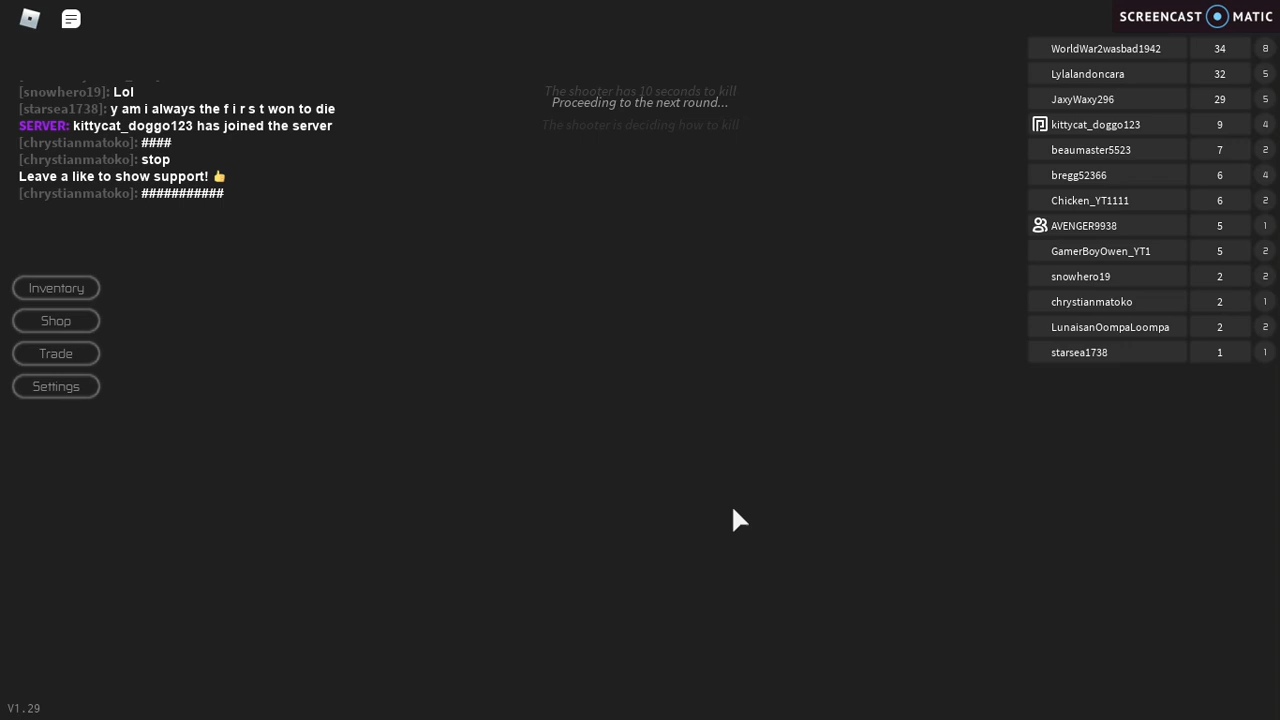 SCREENCAST MATIC
[snowhero19]: Lol
[starsea1738]: y am i always the f i r s t won to die
SERVER: kittycat_doggo123 has joined the server
[chrystianmatoko]: ####
[chrystianmatoko]: stop
Leave a like to show support! 👍
[chrystianmatoko]: ###########
The shooter has 10 seconds to kill
Proceeding to the next round...
The shooter is deciding how to kill
WorldWar2wasbad1942 34 8
Lylalandoncara 32 5
JaxyWaxy296 29 5
kittycat_doggo123 9 4
beaumaster5523 7 2
bregg52366 6 4
Chicken_YT1111 6 2
AVENGER9938 5 1
GamerBoyOwen_YT1 5 2
snowhero19 2 2
chrystianmatoko 2 1
LunaisanOompaLoompa 2 2
starsea1738 1 1
Inventory
Shop
Trade
Settings
V1.29